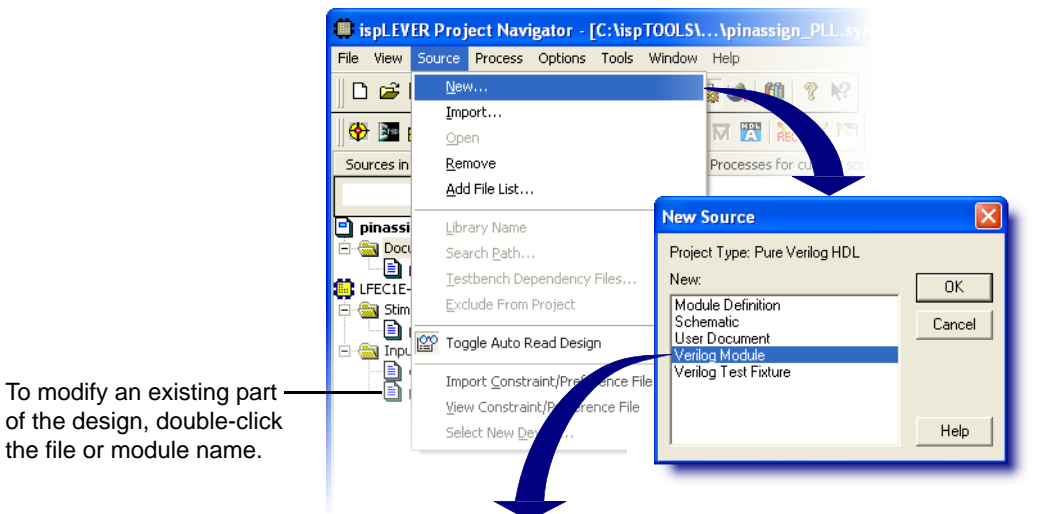 ispLEVER Project Navigator - [C:\ispTOOLS\...\pinassign_PLL.syn
File View Source Process Options Tools Window Help
New...
Import...
Open
Remove
Add File List...
Sources in
Processes for
Library Name
Search Path...
Testbench Dependency Files...
Exclude From Project
Toggle Auto Read Design
Import Constraint/Preference File
View Constraint/Preference File
Select New
pinassi
Docu
LFEC1E-
Stim
Inpu
New Source
Project Type: Pure Verilog HDL
New:
Module Definition
Schematic
User Document
Verilog Module
Verilog Test Fixture
OK
Cancel
Help
To modify an existing part
of the design, double-click
the file or module name.